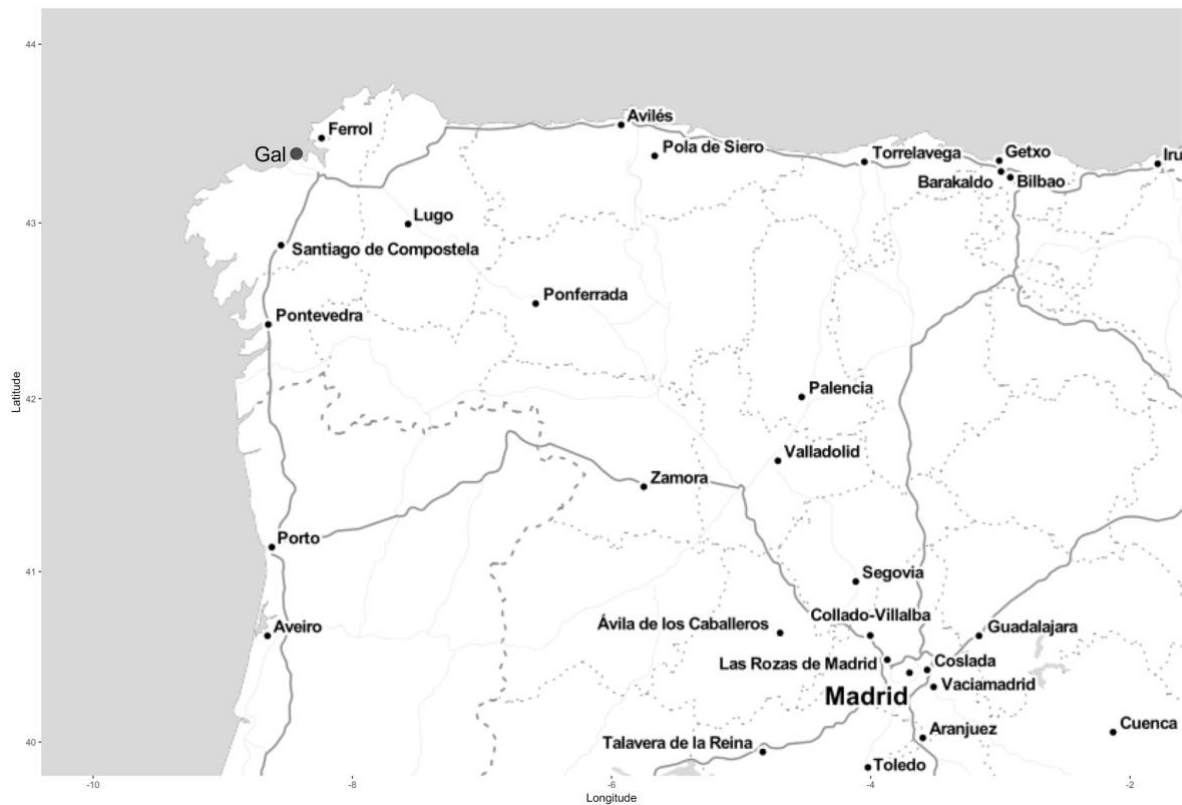 44
Avilés
Ferrol
Pola de Siero
Torrelavega
Getxo
Iru
Gal
Barakaldo
Bilbao
43
Lugo
Santiago de Compostela
Ponferrada
Pontevedra
Latitude
42
Palencia
Valladolid
Zamora
Porto
41
Segovia
Collado-Villalba
Ávila de los Caballeros
Guadalajara
Aveiro
Las Rozas de Madrid
Coslada
Vaciamadrid
Madrid
Cuenca
Aranjuez
40
Talavera de la Reina
Toledo
-10
-8
-6
-4
-2
Longitude